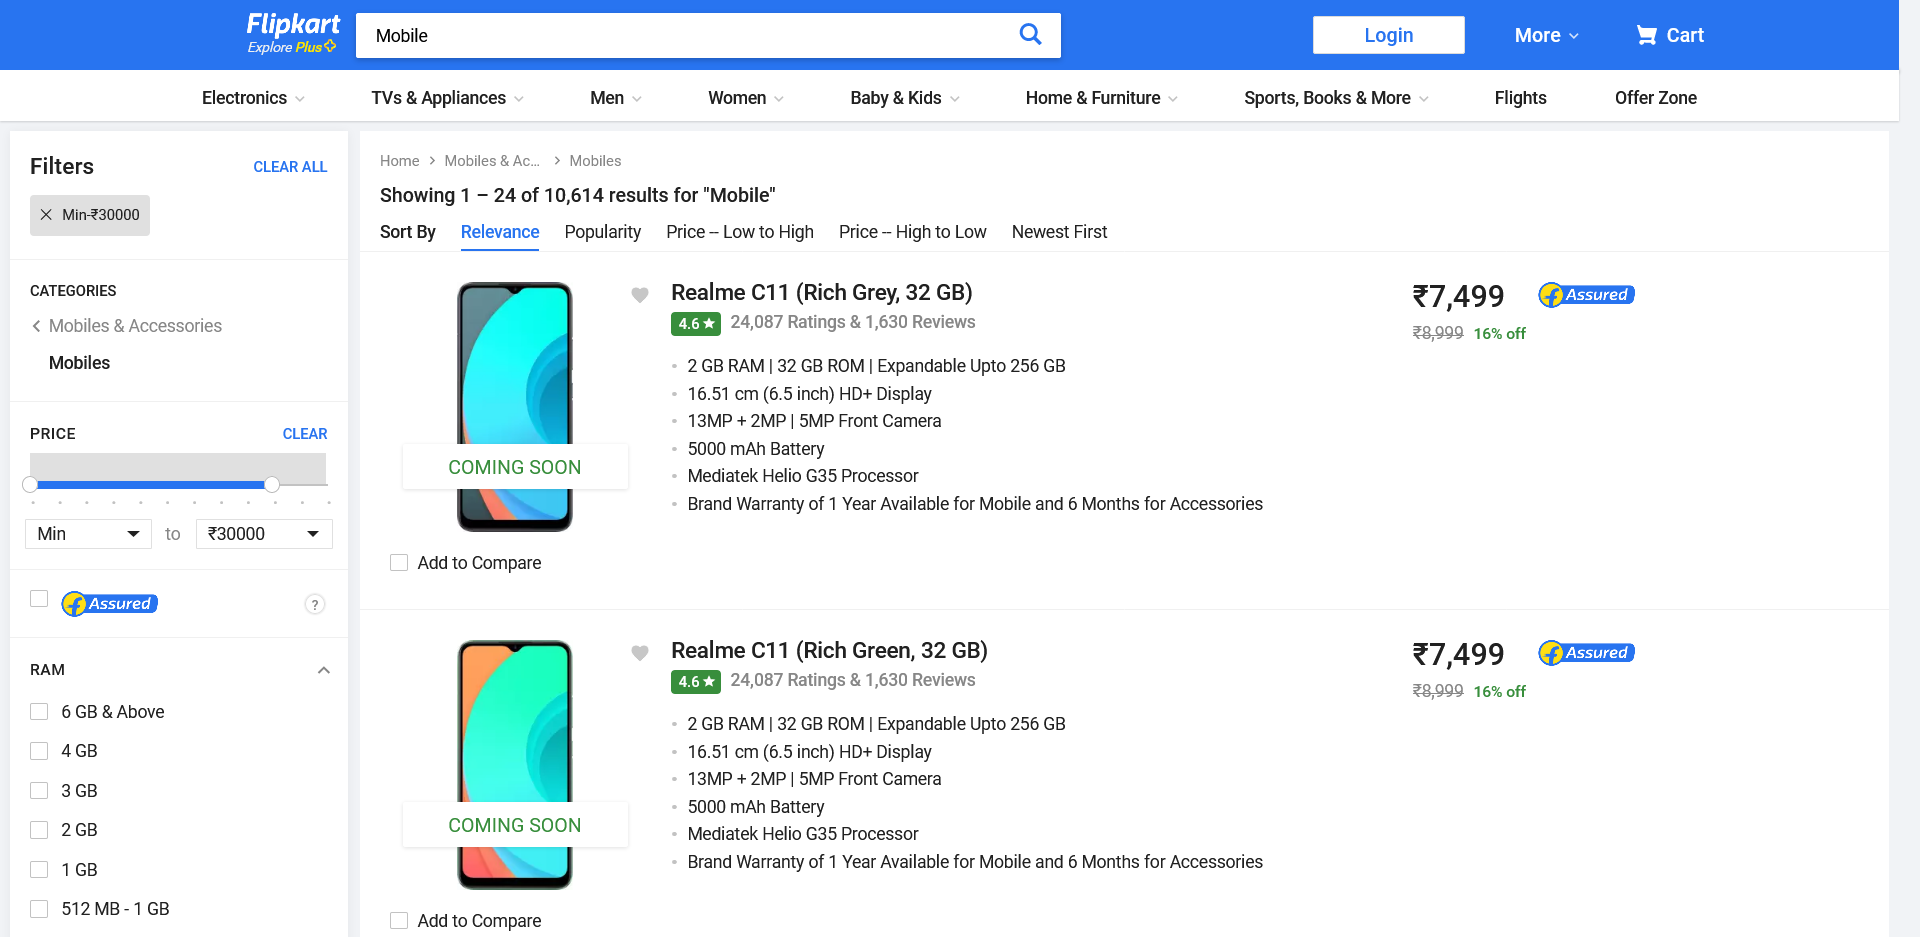 Flipkart
Explore Plus
Mobile
Login
More
Cart
Electronics
TVs & Appliances
Men
Women
Baby & Kids
Home & Furniture
Sports, Books & More
Flights
Offer Zone
Filters
CLEAR ALL
Min-₹30000
CATEGORIES
Mobiles & Accessories
Mobiles
PRICE
CLEAR
Min
to
₹30000
Assured
?
RAM
6 GB & Above
4 GB
3 GB
2 GB
1 GB
512 MB - 1 GB
Home
Mobiles & Ac...
Mobiles
Showing 1 – 24 of 10,614 results for "Mobile"
Sort By
Relevance
Popularity
Price -- Low to High
Price -- High to Low
Newest First
COMING SOON
Add to Compare
Realme C11 (Rich Grey, 32 GB)
4.6
24,087 Ratings & 1,630 Reviews
2 GB RAM | 32 GB ROM | Expandable Upto 256 GB
16.51 cm (6.5 inch) HD+ Display
13MP + 2MP | 5MP Front Camera
5000 mAh Battery
Mediatek Helio G35 Processor
Brand Warranty of 1 Year Available for Mobile and 6 Months for Accessories
₹7,499
Assured
₹8,999
16% off
COMING SOON
Add to Compare
Realme C11 (Rich Green, 32 GB)
4.6
24,087 Ratings & 1,630 Reviews
2 GB RAM | 32 GB ROM | Expandable Upto 256 GB
16.51 cm (6.5 inch) HD+ Display
13MP + 2MP | 5MP Front Camera
5000 mAh Battery
Mediatek Helio G35 Processor
Brand Warranty of 1 Year Available for Mobile and 6 Months for Accessories
₹7,499
Assured
₹8,999
16% off